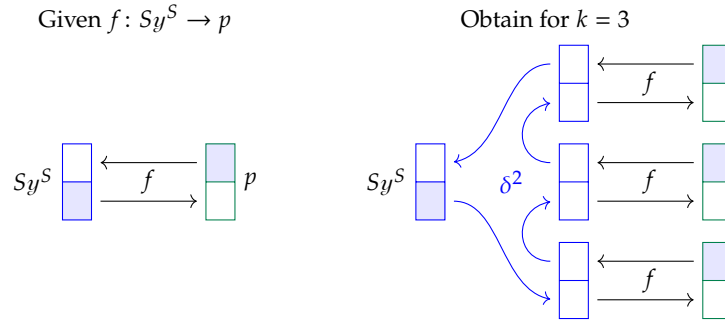 Given f : Sy^S → p
Obtain for k = 3
Sy^S
f
p
Sy^S
δ^2
f
f
f